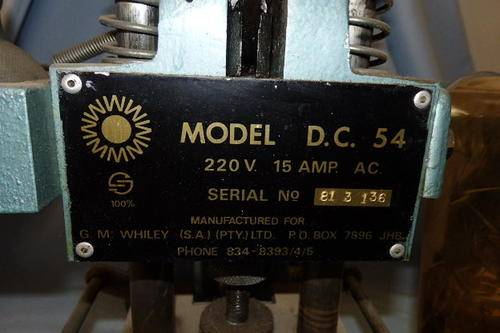 MODEL D.C. 54
220 V. 15 AMP. AC.
100%
SERIAL No 81 3 136
MANUFACTURED FOR
G. M. WHILEY (S.A.) (PTY.) LTD. P.O. BOX 7896 JHB.
PHONE 834-8393/4/5